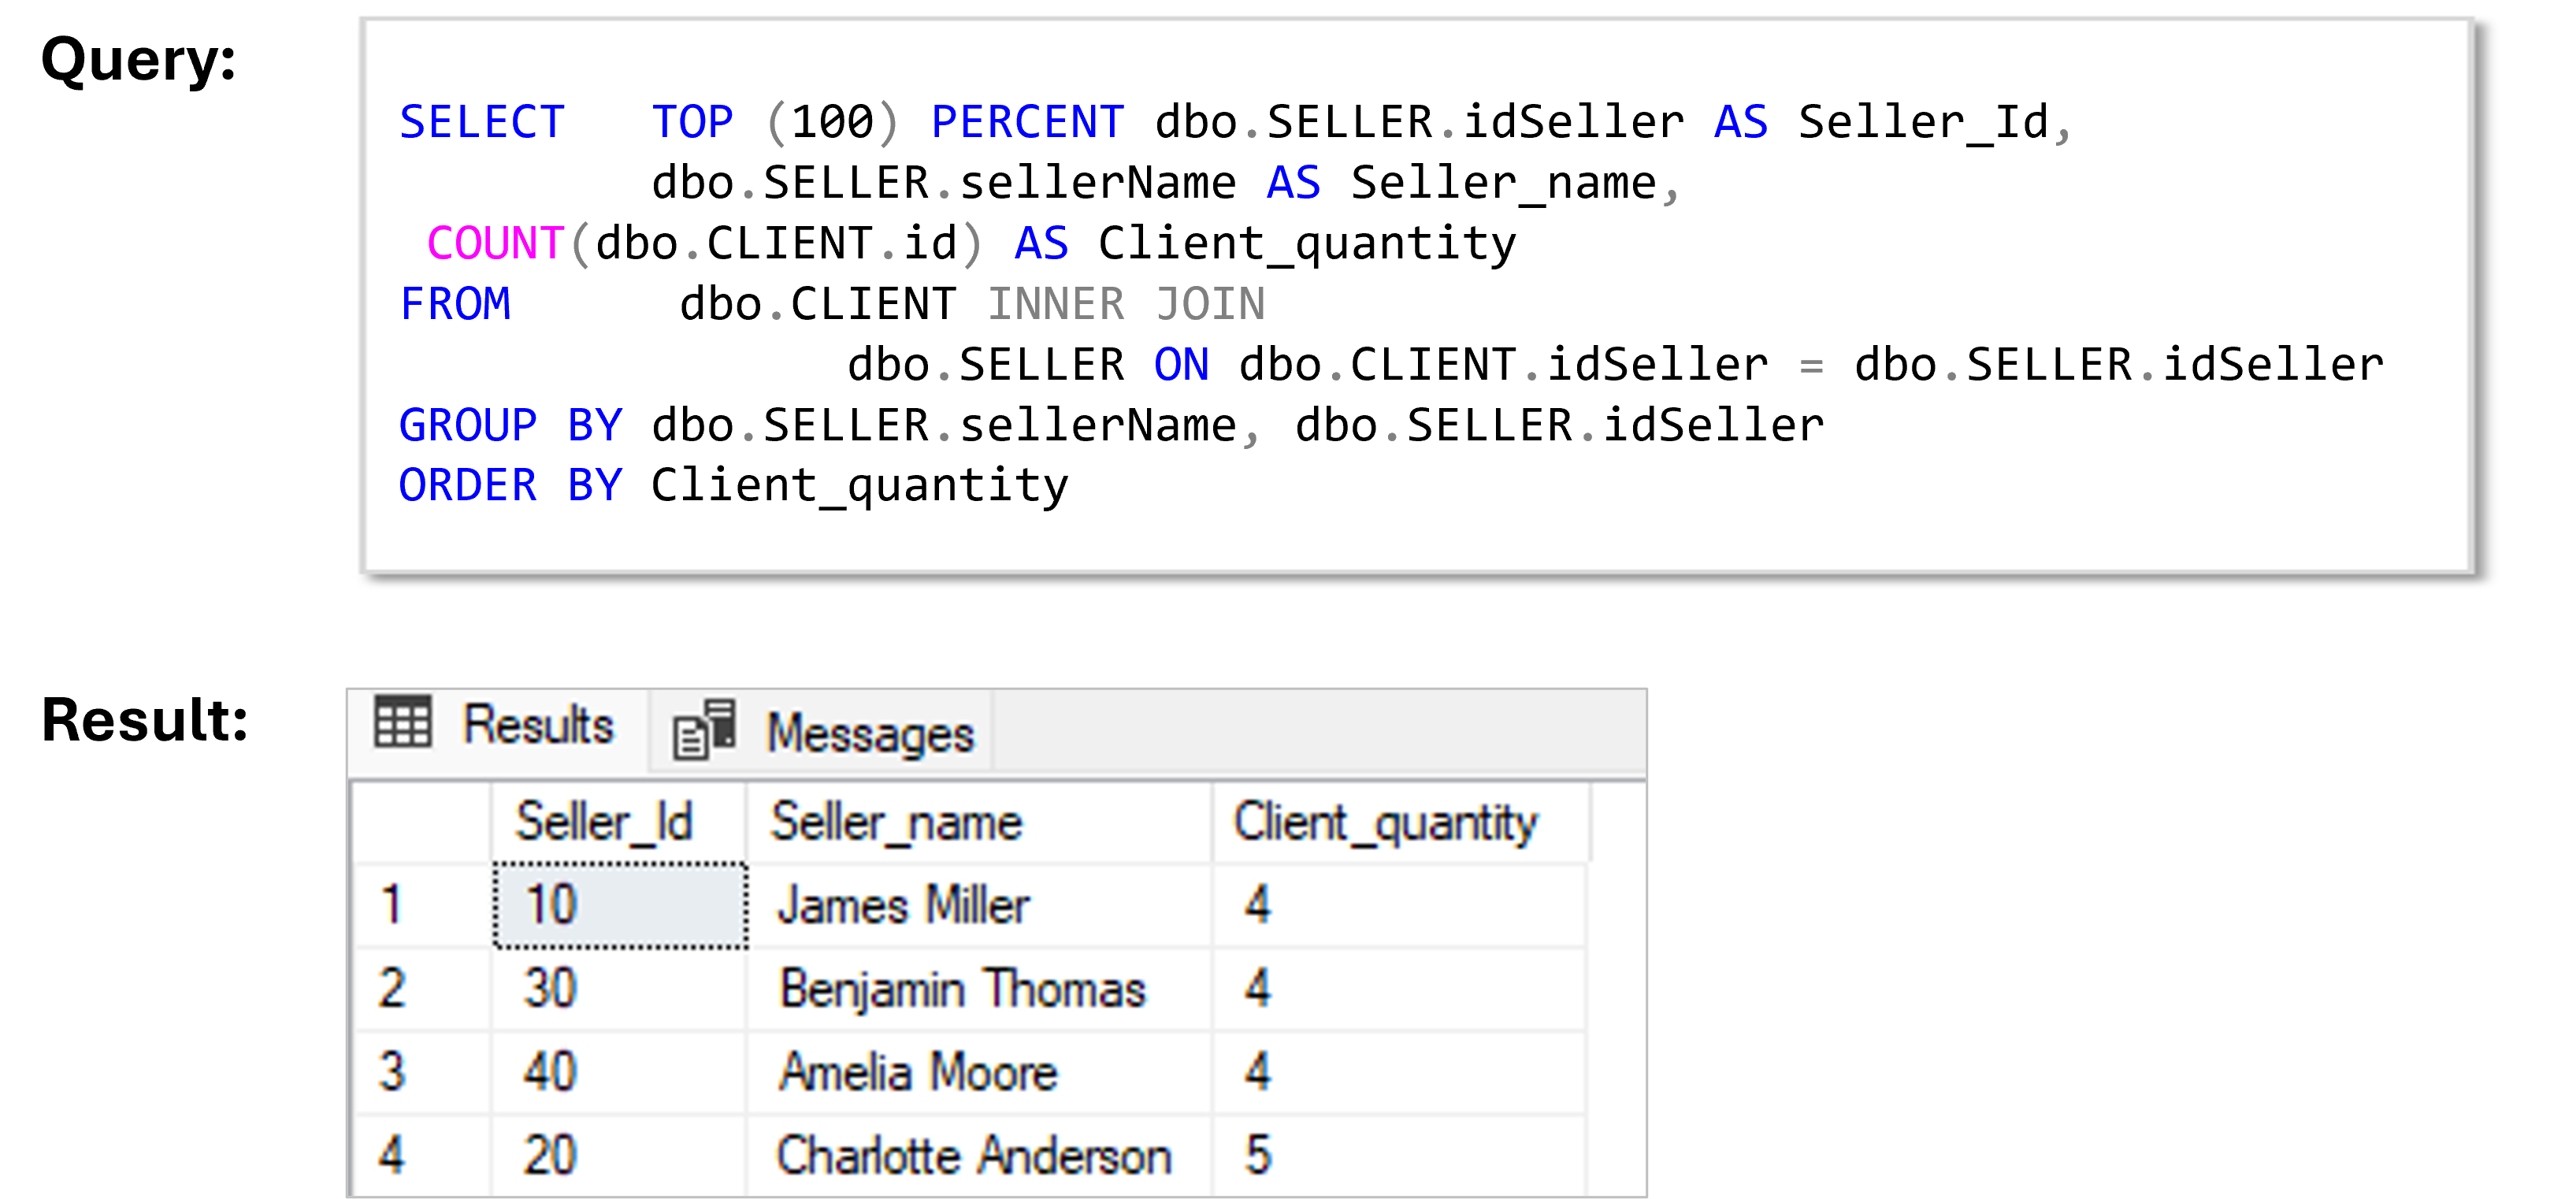 Query:
SELECT TOP (100) PERCENT dbo.SELLER.idSeller AS Seller_Id,
dbo.SELLER.sellerName AS Seller_name,
COUNT(dbo.CLIENT.id) AS Client_quantity
FROM dbo.CLIENT INNER JOIN
dbo.SELLER ON dbo.CLIENT.idSeller = dbo.SELLER.idSeller
GROUP BY dbo.SELLER.sellerName, dbo.SELLER.idSeller
ORDER BY Client_quantity
Result:
Results Messages
Seller_Id Seller_name Client_quantity
1 10 James Miller 4
2 30 Benjamin Thomas 4
3 40 Amelia Moore 4
4 20 Charlotte Anderson 5